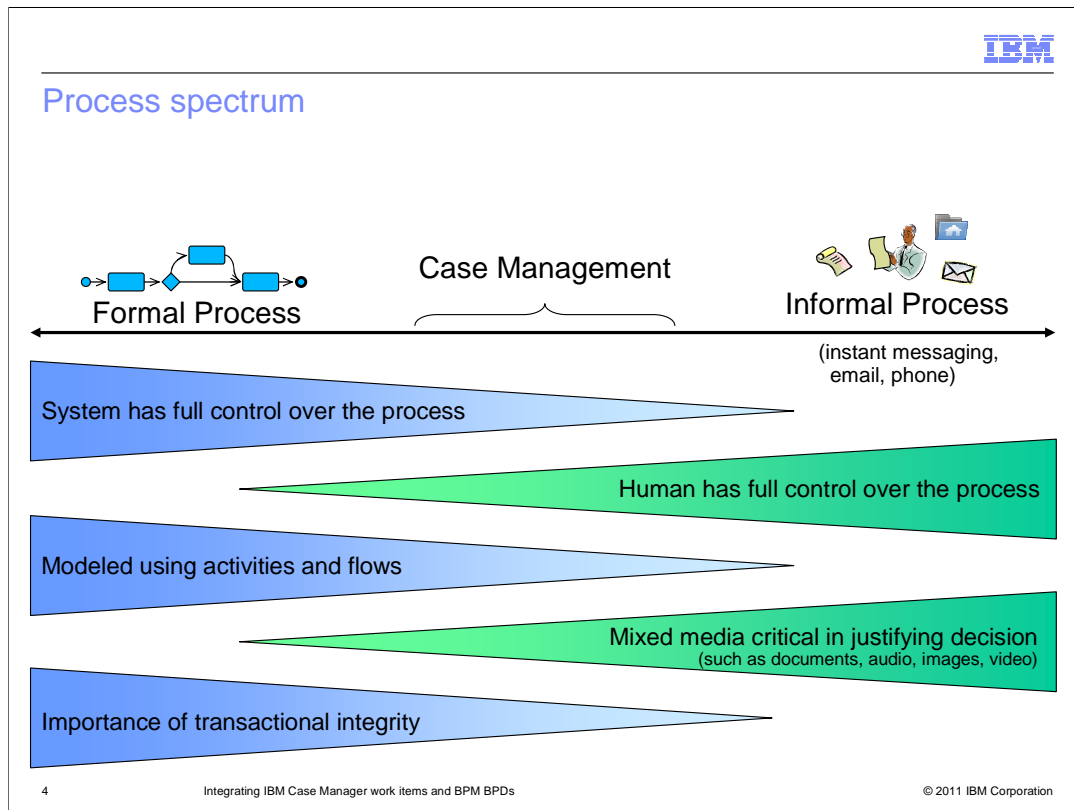 IBM
Process spectrum
Case Management
Formal Process
Informal Process
(instant messaging,
email, phone)
System has full control over the process
Human has full control over the process
Modeled using activities and flows
Mixed media critical in justifying decision
(such as documents, audio, images, video)
Importance of transactional integrity
4 Integrating IBM Case Manager work items and BPM BPDs © 2011 IBM Corporation